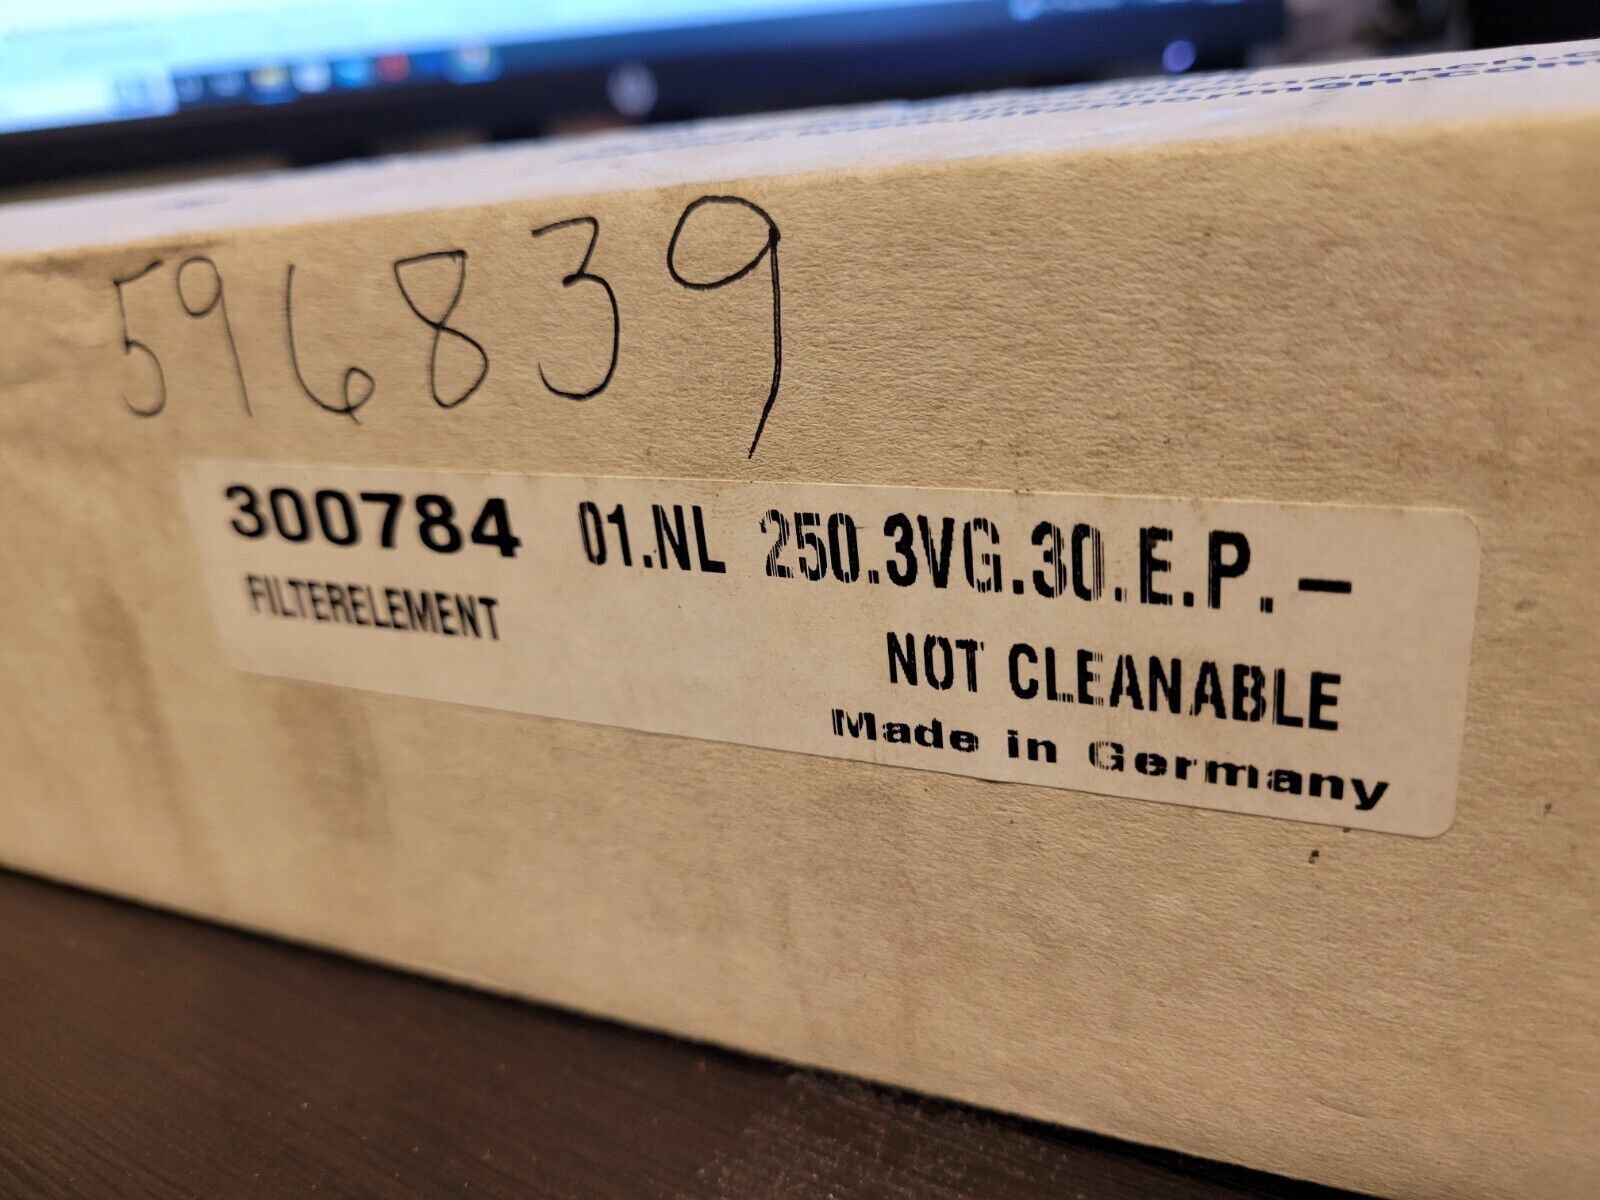 596839
300784 01.NL 250.3VG.30.E.P.-
FILTERELEMENT
NOT CLEANABLE
Made in Germany